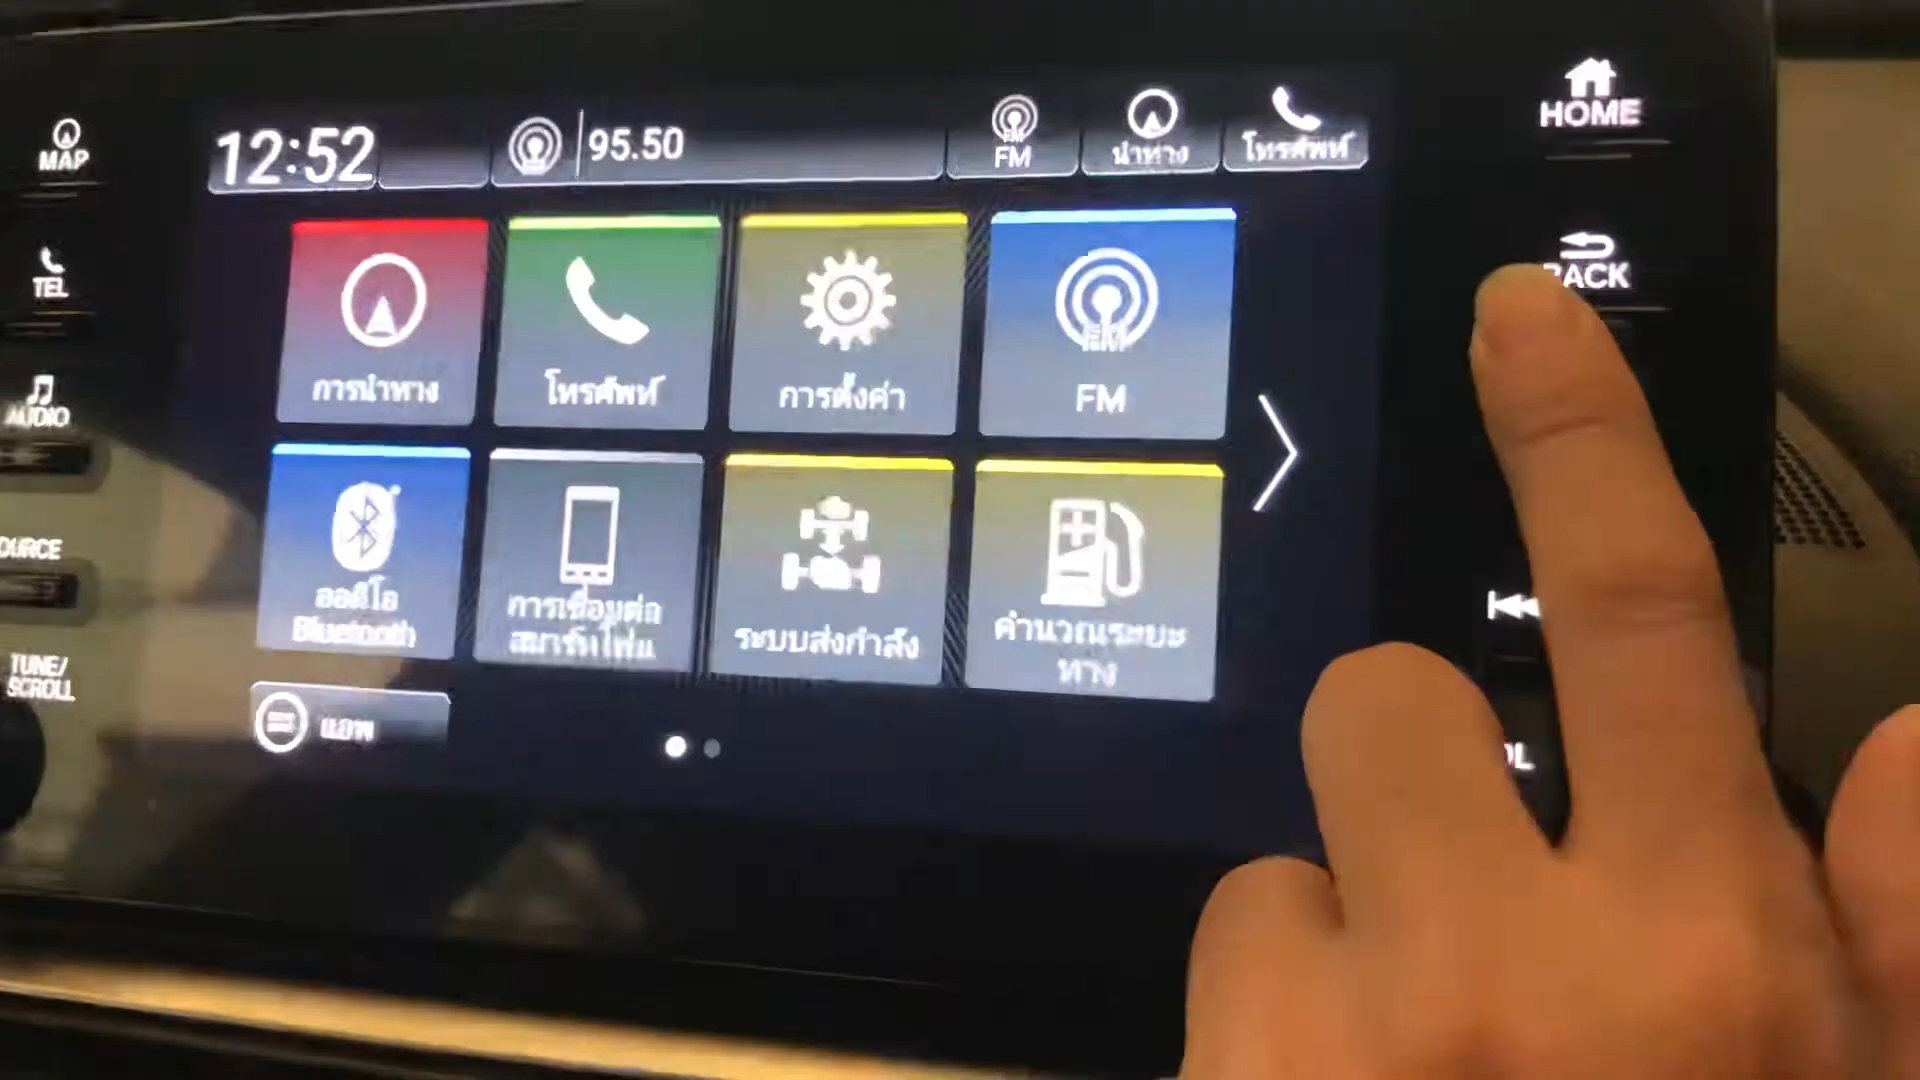 HOME
MAP
12:52
95.50
FM
นำทาง
โทรศัพท์
BACK
TEL
การนำทาง
โทรศัพท์
การตั้งค่า
FM
AUDIO
ออดิโอ
Bluetooth
การเชื่อมต่อ
สมาร์ทโฟน
ระบบส่งกำลัง
คำนวณระยะ
ทาง
OURCE
TUNE/
SCROLL
แอพ
OL